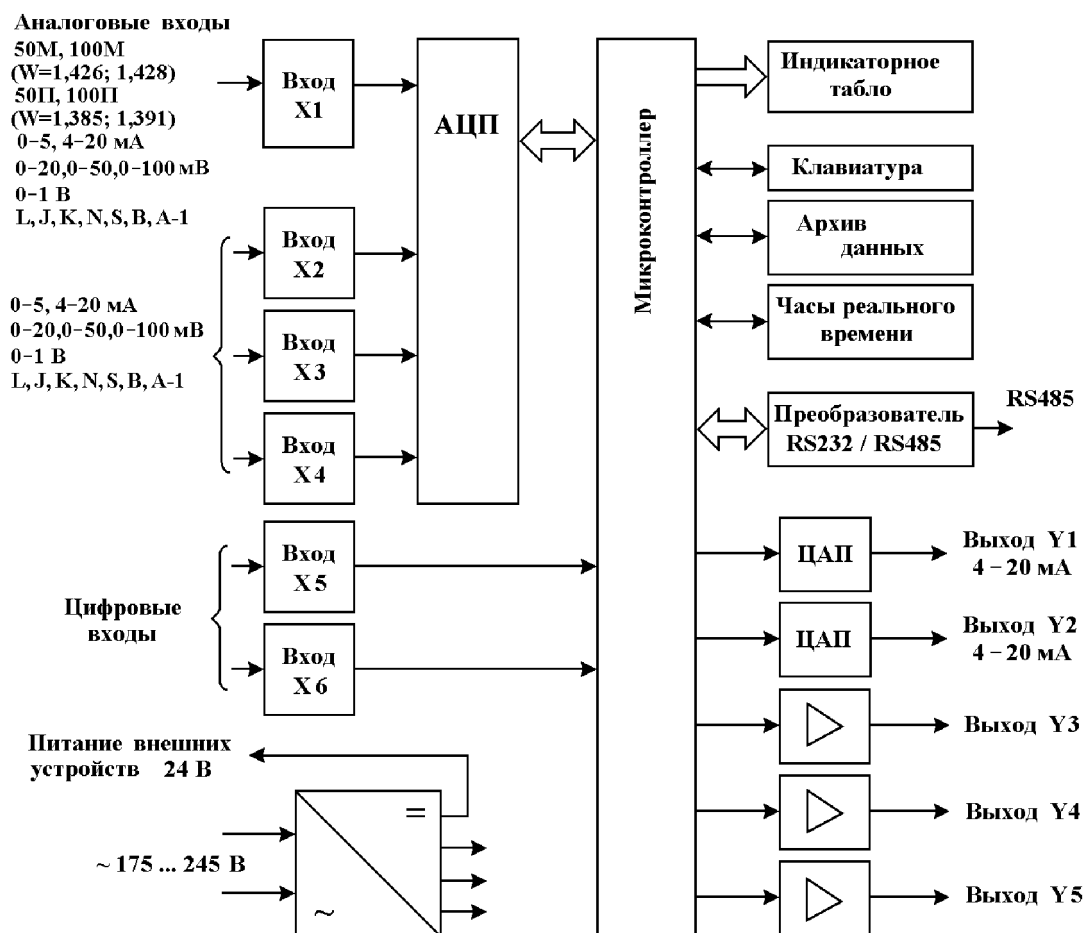 Аналоговые входы
50М, 100М
(W=1,426; 1,428)
50П, 100П
(W=1,385; 1,391)
0−5, 4−20 мА
0−20,0−50,0−100 мВ
0−1 В
L, J, K, N, S, B, A-1
Вход
X1
АЦП
Микроконтроллер
Индикаторное
табло
Клавиатура
Архив
данных
Часы реального
времени
Преобразователь
RS232 / RS485
RS485
Вход
X2
0−5, 4−20 мА
0−20,0−50,0−100 мВ
0−1 В
L, J, K, N, S, B, A-1
Вход
X3
Вход
X4
Цифровые
входы
Вход
X5
Вход
X6
ЦАП
Выход Y1
4 − 20 мА
ЦАП
Выход Y2
4 − 20 мА
Выход Y3
Выход Y4
Выход Y5
Питание внешних
устройств 24 В
~ 175 ... 245 В
=
~